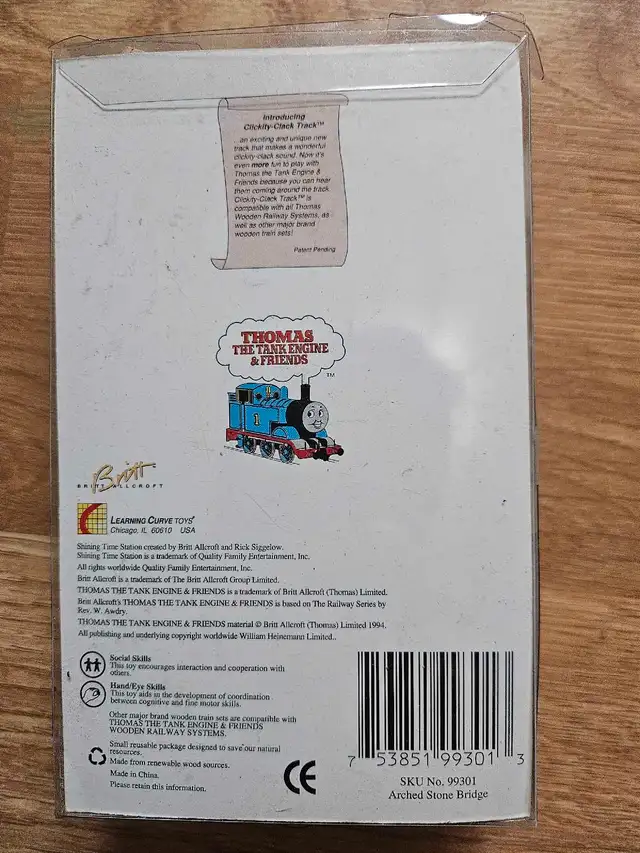 Introducing
Clickity-Clack Track™
... an exciting and unique new
track that makes a wonderful
clickity-clack sound. Now it's
even more fun to play with
Thomas the Tank Engine &
Friends because you can hear
them coming around the track.
Clickity-Clack Track™ is
compatible with all Thomas
Wooden Railway Systems, as
well as other major brand
wooden train sets!
Patent Pending
THOMAS
THE TANK ENGINE
& FRIENDS
TM
1
Britt
BRITT ALLCROFT
LEARNING CURVE TOYS
Chicago, IL 60610 USA
Shining Time Station created by Britt Allcroft and Rick Siggelow.
Shining Time Station is a trademark of Quality Family Entertainment, Inc.
All rights worldwide Quality Family Entertainment, Inc.
Britt Allcroft is a trademark of The Britt Allcroft Group Limited.
THOMAS THE TANK ENGINE & FRIENDS is a trademark of Britt Allcroft (Thomas) Limited.
Britt Allcroft's THOMAS THE TANK ENGINE & FRIENDS is based on The Railway Series by
Rev. W. Awdry.
THOMAS THE TANK ENGINE & FRIENDS material © Britt Allcroft (Thomas) Limited 1994.
All publishing and underlying copyright worldwide William Heinemann Limited..
Social Skills
This toy encourages interaction and cooperation with
others.
Hand/Eye Skills
This toy aids in the development of coordination
between cognitive and fine motor skills.
Other major brand wooden train sets are compatible with
THOMAS THE TANK ENGINE & FRIENDS
WOODEN RAILWAY SYSTEMS.
Small reusable package designed to save our natural
resources.
Made from renewable wood sources.
Made in China.
Please retain this information.
CE
7 53851 99301 3
SKU No. 99301
Arched Stone Bridge